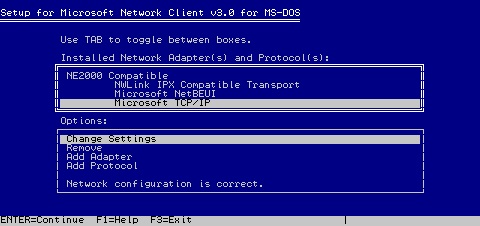 Setup for Microsoft Network Client v3.0 for MS-DOS
Use TAB to toggle between boxes.
Installed Network Adapter(s) and Protocol(s):
NE2000 Compatible
NWLink IPX Compatible Transport
Microsoft NetBEUI
Microsoft TCP/IP
Options:
Change Settings
Remove
Add Adapter
Add Protocol
Network configuration is correct.
ENTER=Continue F1=Help F3=Exit